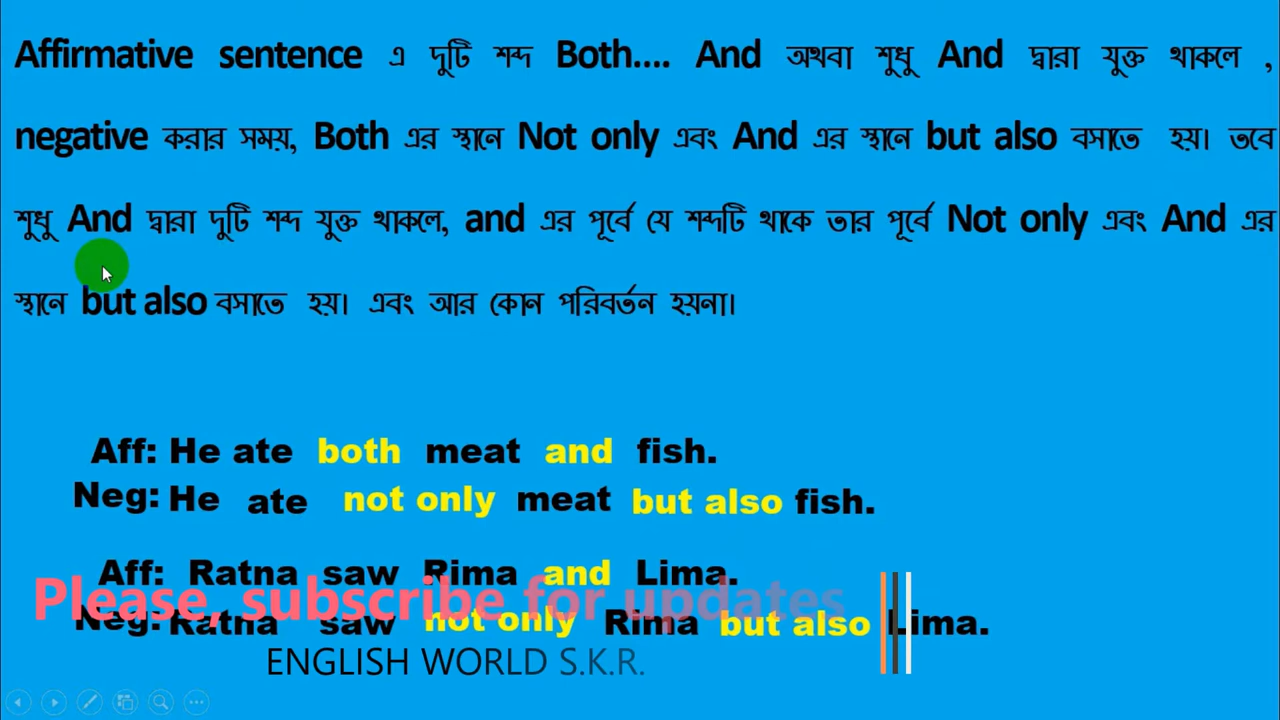 Affirmative sentence এ দুটি শব্দ Both.... And অথবা শুধু And দ্বারা যুক্ত থাকলে ,
negative করার সময়, Both এর স্থানে Not only এবং And এর স্থানে but also বসাতে হয়। তবে
শুধু And দ্বারা দুটি শব্দ যুক্ত থাকলে, and এর পূর্বে যে শব্দটি থাকে তার পূর্বে Not only এবং And এর
স্থানে but also বসাতে হয়। এবং আর কোন পরিবর্তন হয়না।
Aff: He ate both meat and fish.
Neg: He ate not only meat but also fish.
Aff: Ratna saw Rima and Lima.
Please, subscribe for updates
Neg: Ratna saw not only Rima but also Lima.
ENGLISH WORLD S.K.R.